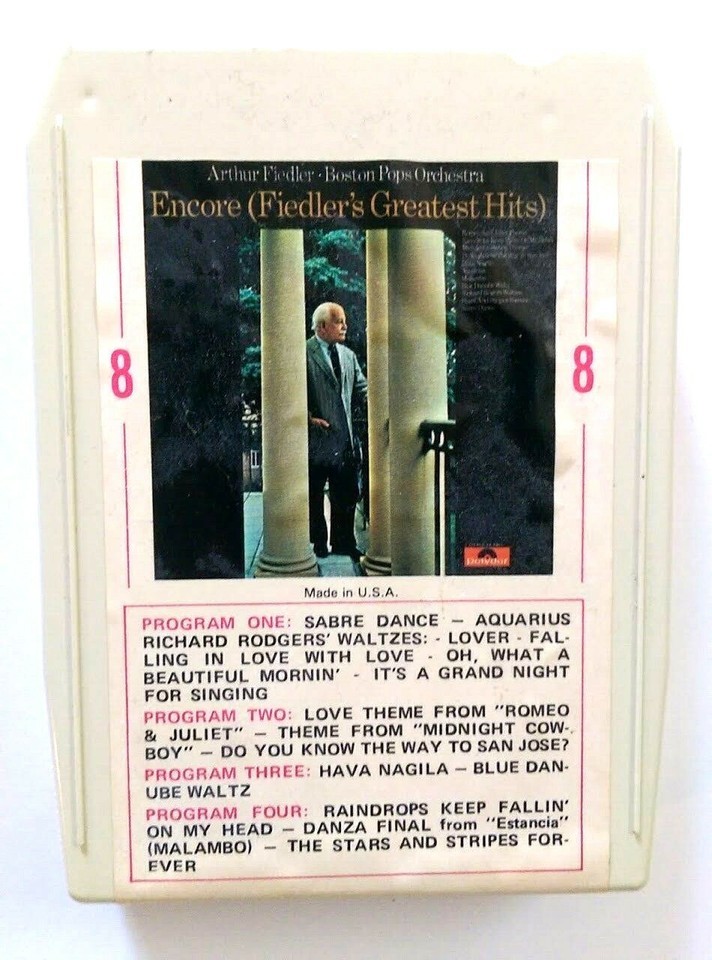 Arthur Fiedler · Boston Pops Orchestra
Encore (Fiedler's Greatest Hits)
8
8
polydor
Made in U.S.A.
PROGRAM ONE: SABRE DANCE – AQUARIUS
RICHARD RODGERS' WALTZES: - LOVER - FAL-
LING IN LOVE WITH LOVE - OH, WHAT A
BEAUTIFUL MORNIN' - IT'S A GRAND NIGHT
FOR SINGING
PROGRAM TWO: LOVE THEME FROM "ROMEO
& JULIET" – THEME FROM "MIDNIGHT COW-
BOY" – DO YOU KNOW THE WAY TO SAN JOSE?
PROGRAM THREE: HAVA NAGILA – BLUE DAN-
UBE WALTZ
PROGRAM FOUR: RAINDROPS KEEP FALLIN'
ON MY HEAD – DANZA FINAL from "Estancia"
(MALAMBO) – THE STARS AND STRIPES FOR-
EVER